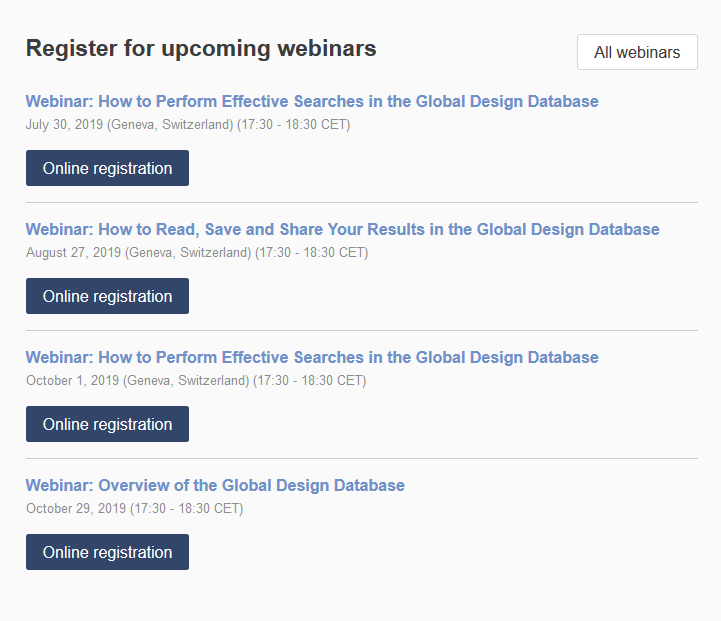 Register for upcoming webinars
All webinars
Webinar: How to Perform Effective Searches in the Global Design Database
July 30, 2019 (Geneva, Switzerland) (17:30 - 18:30 CET)
Online registration
Webinar: How to Read, Save and Share Your Results in the Global Design Database
August 27, 2019 (Geneva, Switzerland) (17:30 - 18:30 CET)
Online registration
Webinar: How to Perform Effective Searches in the Global Design Database
October 1, 2019 (Geneva, Switzerland) (17:30 - 18:30 CET)
Online registration
Webinar: Overview of the Global Design Database
October 29, 2019 (17:30 - 18:30 CET)
Online registration